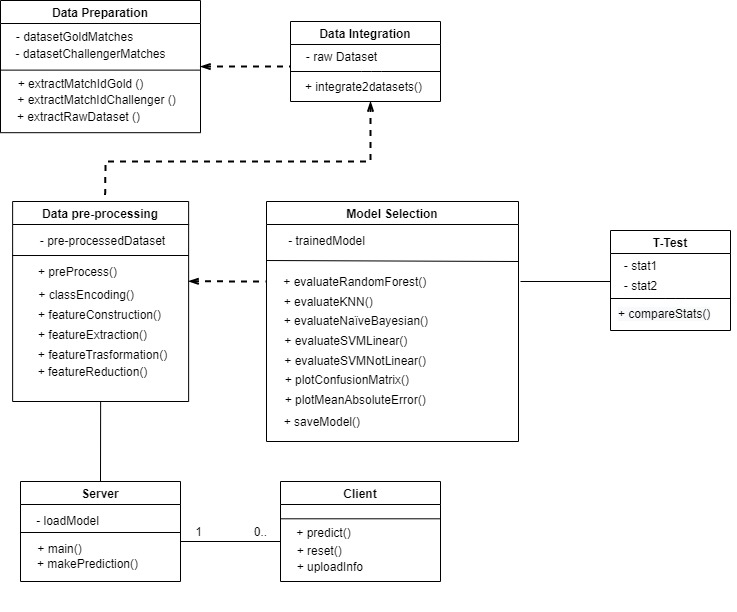 Data Preparation
- datasetGoldMatches
- datasetChallengerMatches
+ extractMatchIdGold ()
+ extractMatchIdChallenger ()
+ extractRawDataset ()
Data Integration
- raw Dataset
+ integrate2datasets()
Data pre-processing
- pre-processedDataset
+ preProcess()
+ classEncoding()
+ featureConstruction()
+ featureExtraction()
+ featureTrasformation()
+ featureReduction()
Model Selection
- trainedModel
+ evaluateRandomForest()
+ evaluateKNN()
+ evaluateNaïveBayesian()
+ evaluateSVMLinear()
+ evaluateSVMNotLinear()
+ plotConfusionMatrix()
+ plotMeanAbsoluteError()
+ saveModel()
T-Test
- stat1
- stat2
+ compareStats()
Server
- loadModel
+ main()
+ makePrediction()
1
0..
Client
+ predict()
+ reset()
+ uploadInfo